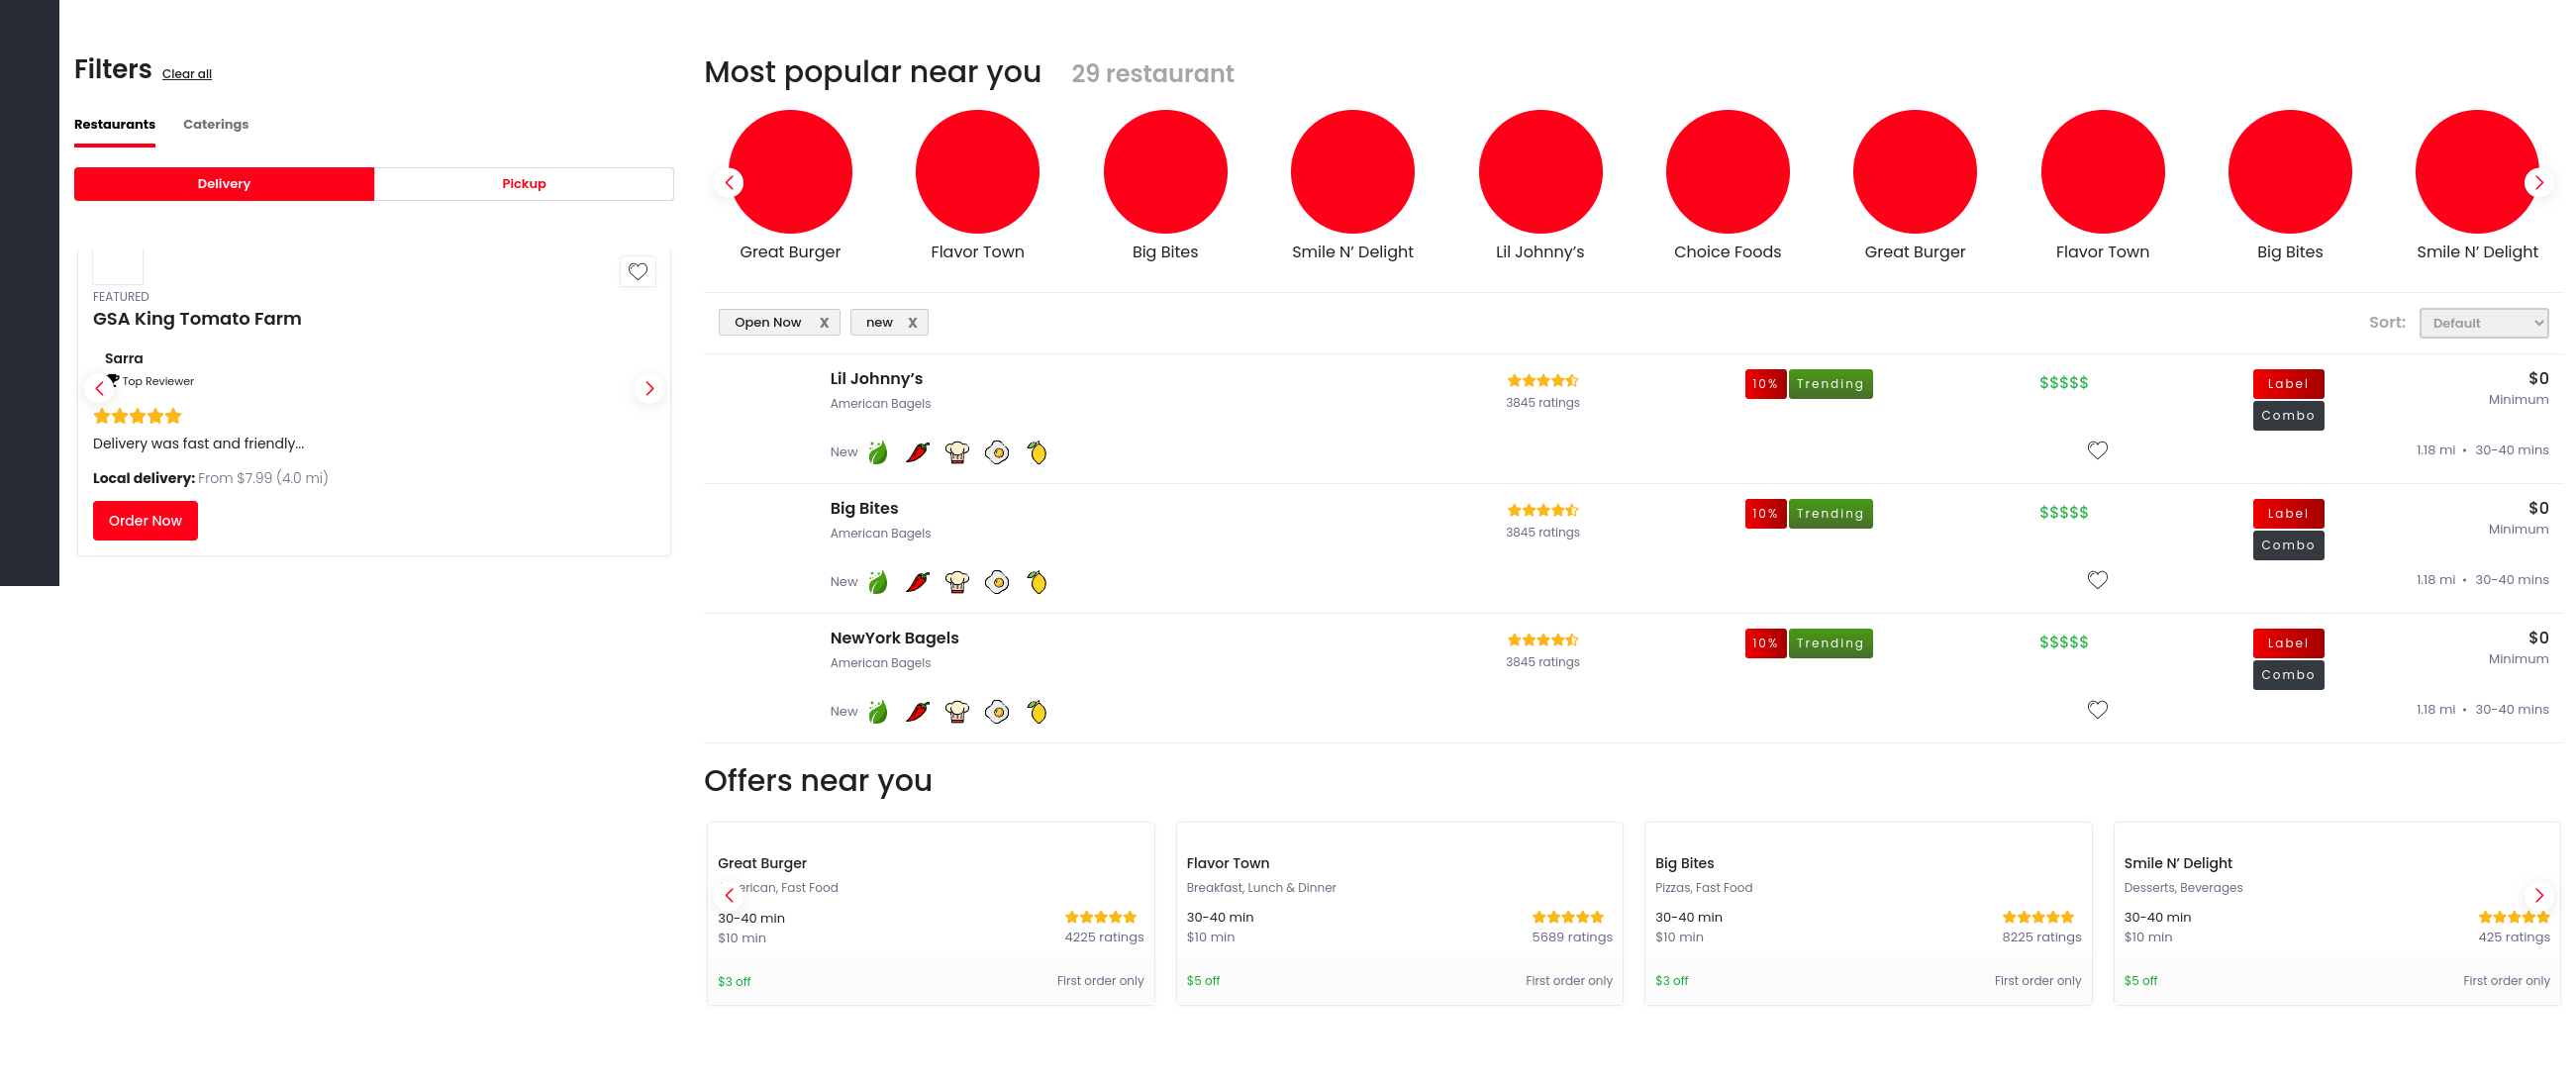 Filters Clear all
Restaurants Caterings
Delivery Pickup
FEATURED
GSA King Tomato Farm
Sarra
Top Reviewer
Delivery was fast and friendly...
Local delivery: From $7.99 (4.0 mi)
Order Now
Most popular near you 29 restaurant
Great Burger Flavor Town Big Bites Smile N’ Delight Lil Johnny’s Choice Foods Great Burger Flavor Town Big Bites Smile N’ Delight
Open Now X new X Sort: Default
Lil Johnny’s 10% Trending $$$$$ Label $0
American Bagels 3845 ratings Combo Minimum
New 1.18 mi • 30-40 mins
Big Bites 10% Trending $$$$$ Label $0
American Bagels 3845 ratings Combo Minimum
New 1.18 mi • 30-40 mins
NewYork Bagels 10% Trending $$$$$ Label $0
American Bagels 3845 ratings Combo Minimum
New 1.18 mi • 30-40 mins
Offers near you
Great Burger Flavor Town Big Bites Smile N’ Delight
Fast Food Breakfast, Lunch & Dinner Pizzas, Fast Food Desserts, Beverages
30-40 min 30-40 min 30-40 min 30-40 min
$10 min 4225 ratings $10 min 5689 ratings $10 min 8225 ratings $10 min 425 ratings
$3 off First order only $5 off First order only $3 off First order only $5 off First order only